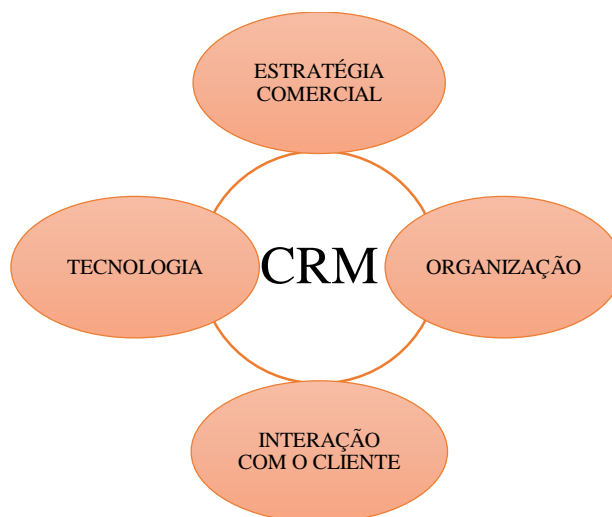 ESTRATÉGIA
COMERCIAL
TECNOLOGIA
CRM
ORGANIZAÇÃO
INTERAÇÃO
COM O CLIENTE